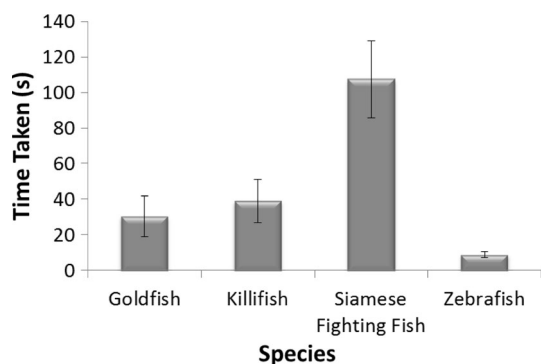 Time Taken (s)
140
120
100
80
60
40
20
0
Goldfish
Killifish
Siamese
Fighting Fish
Zebrafish
Species